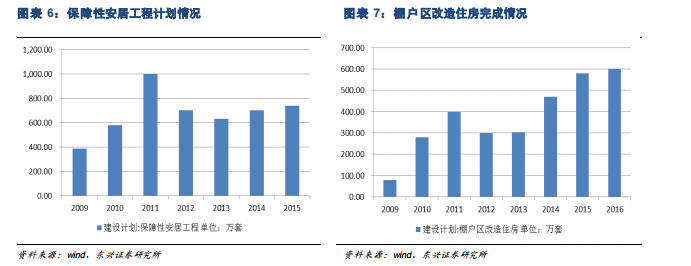 图表 6：保障性安居工程计划情况
1,200.00
1,000.00
800.00
600.00
400.00
200.00
0.00
2009 2010 2011 2012 2013 2014 2015
建设计划:保障性安居工程 单位：万套
资料来源：wind、东兴证券研究所
图表 7：棚户区改造住房完成情况
700.00
600.00
500.00
400.00
300.00
200.00
100.00
0.00
2009 2010 2011 2012 2013 2014 2015 2016
建设计划:棚户区改造住房 单位：万套
资料来源：wind、东兴证券研究所